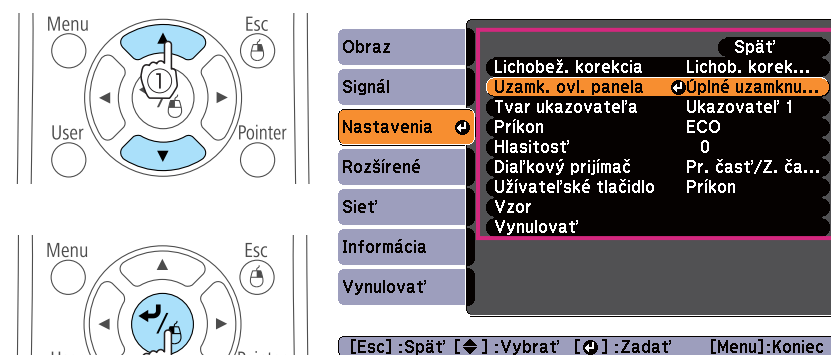 Menu
Esc
1
User
Pointer
Menu
Esc
Obraz
Signál
Nastavenia
Rozšírené
Sieť
Informácia
Vynulovať
Späť
Lichobež. korekcia Lichob. korek...
Uzamk. ovl. panela Úplné uzamknu...
Tvar ukazovateľa Ukazovateľ 1
Príkon ECO
Hlasitosť 0
Diaľkový prijímač Pr. časť/Z. ča...
Užívateľské tlačidlo Príkon
Vzor
Vynulovať
[Esc] :Späť [◆] :Vybrať [⏎] :Zadať [Menu]:Koniec